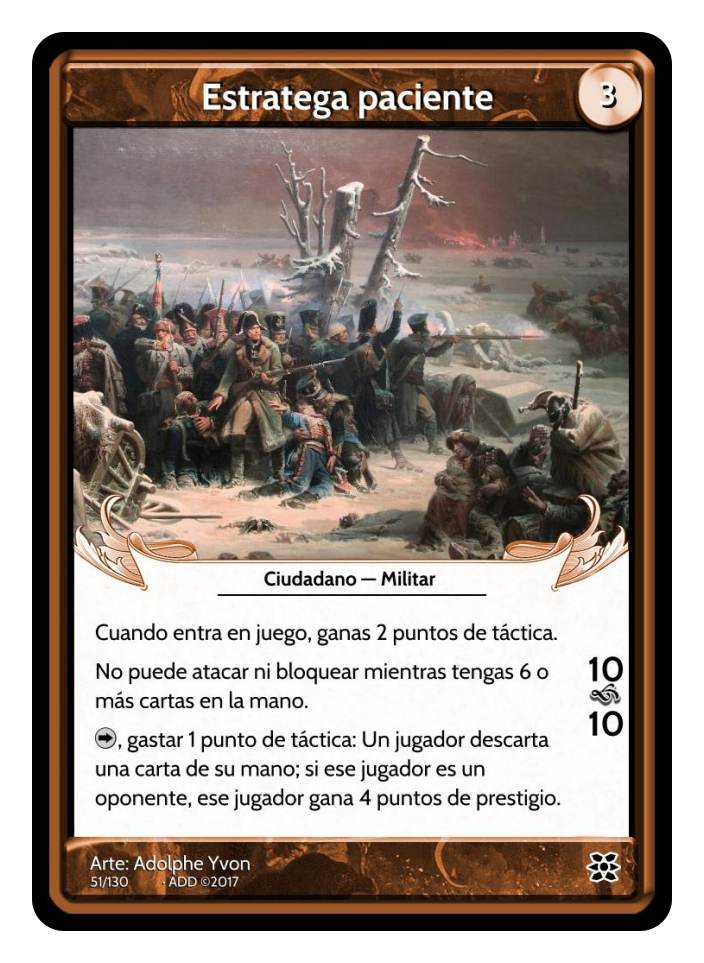 Estratega paciente
3
Ciudadano — Militar
Cuando entra en juego, ganas 2 puntos de táctica.
No puede atacar ni bloquear mientras tengas 6 o
más cartas en la mano.
10
10
, gastar 1 punto de táctica: Un jugador descarta
una carta de su mano; si ese jugador es un
oponente, ese jugador gana 4 puntos de prestigio.
Arte: Adolphe Yvon
51/130 · ADD ©2017